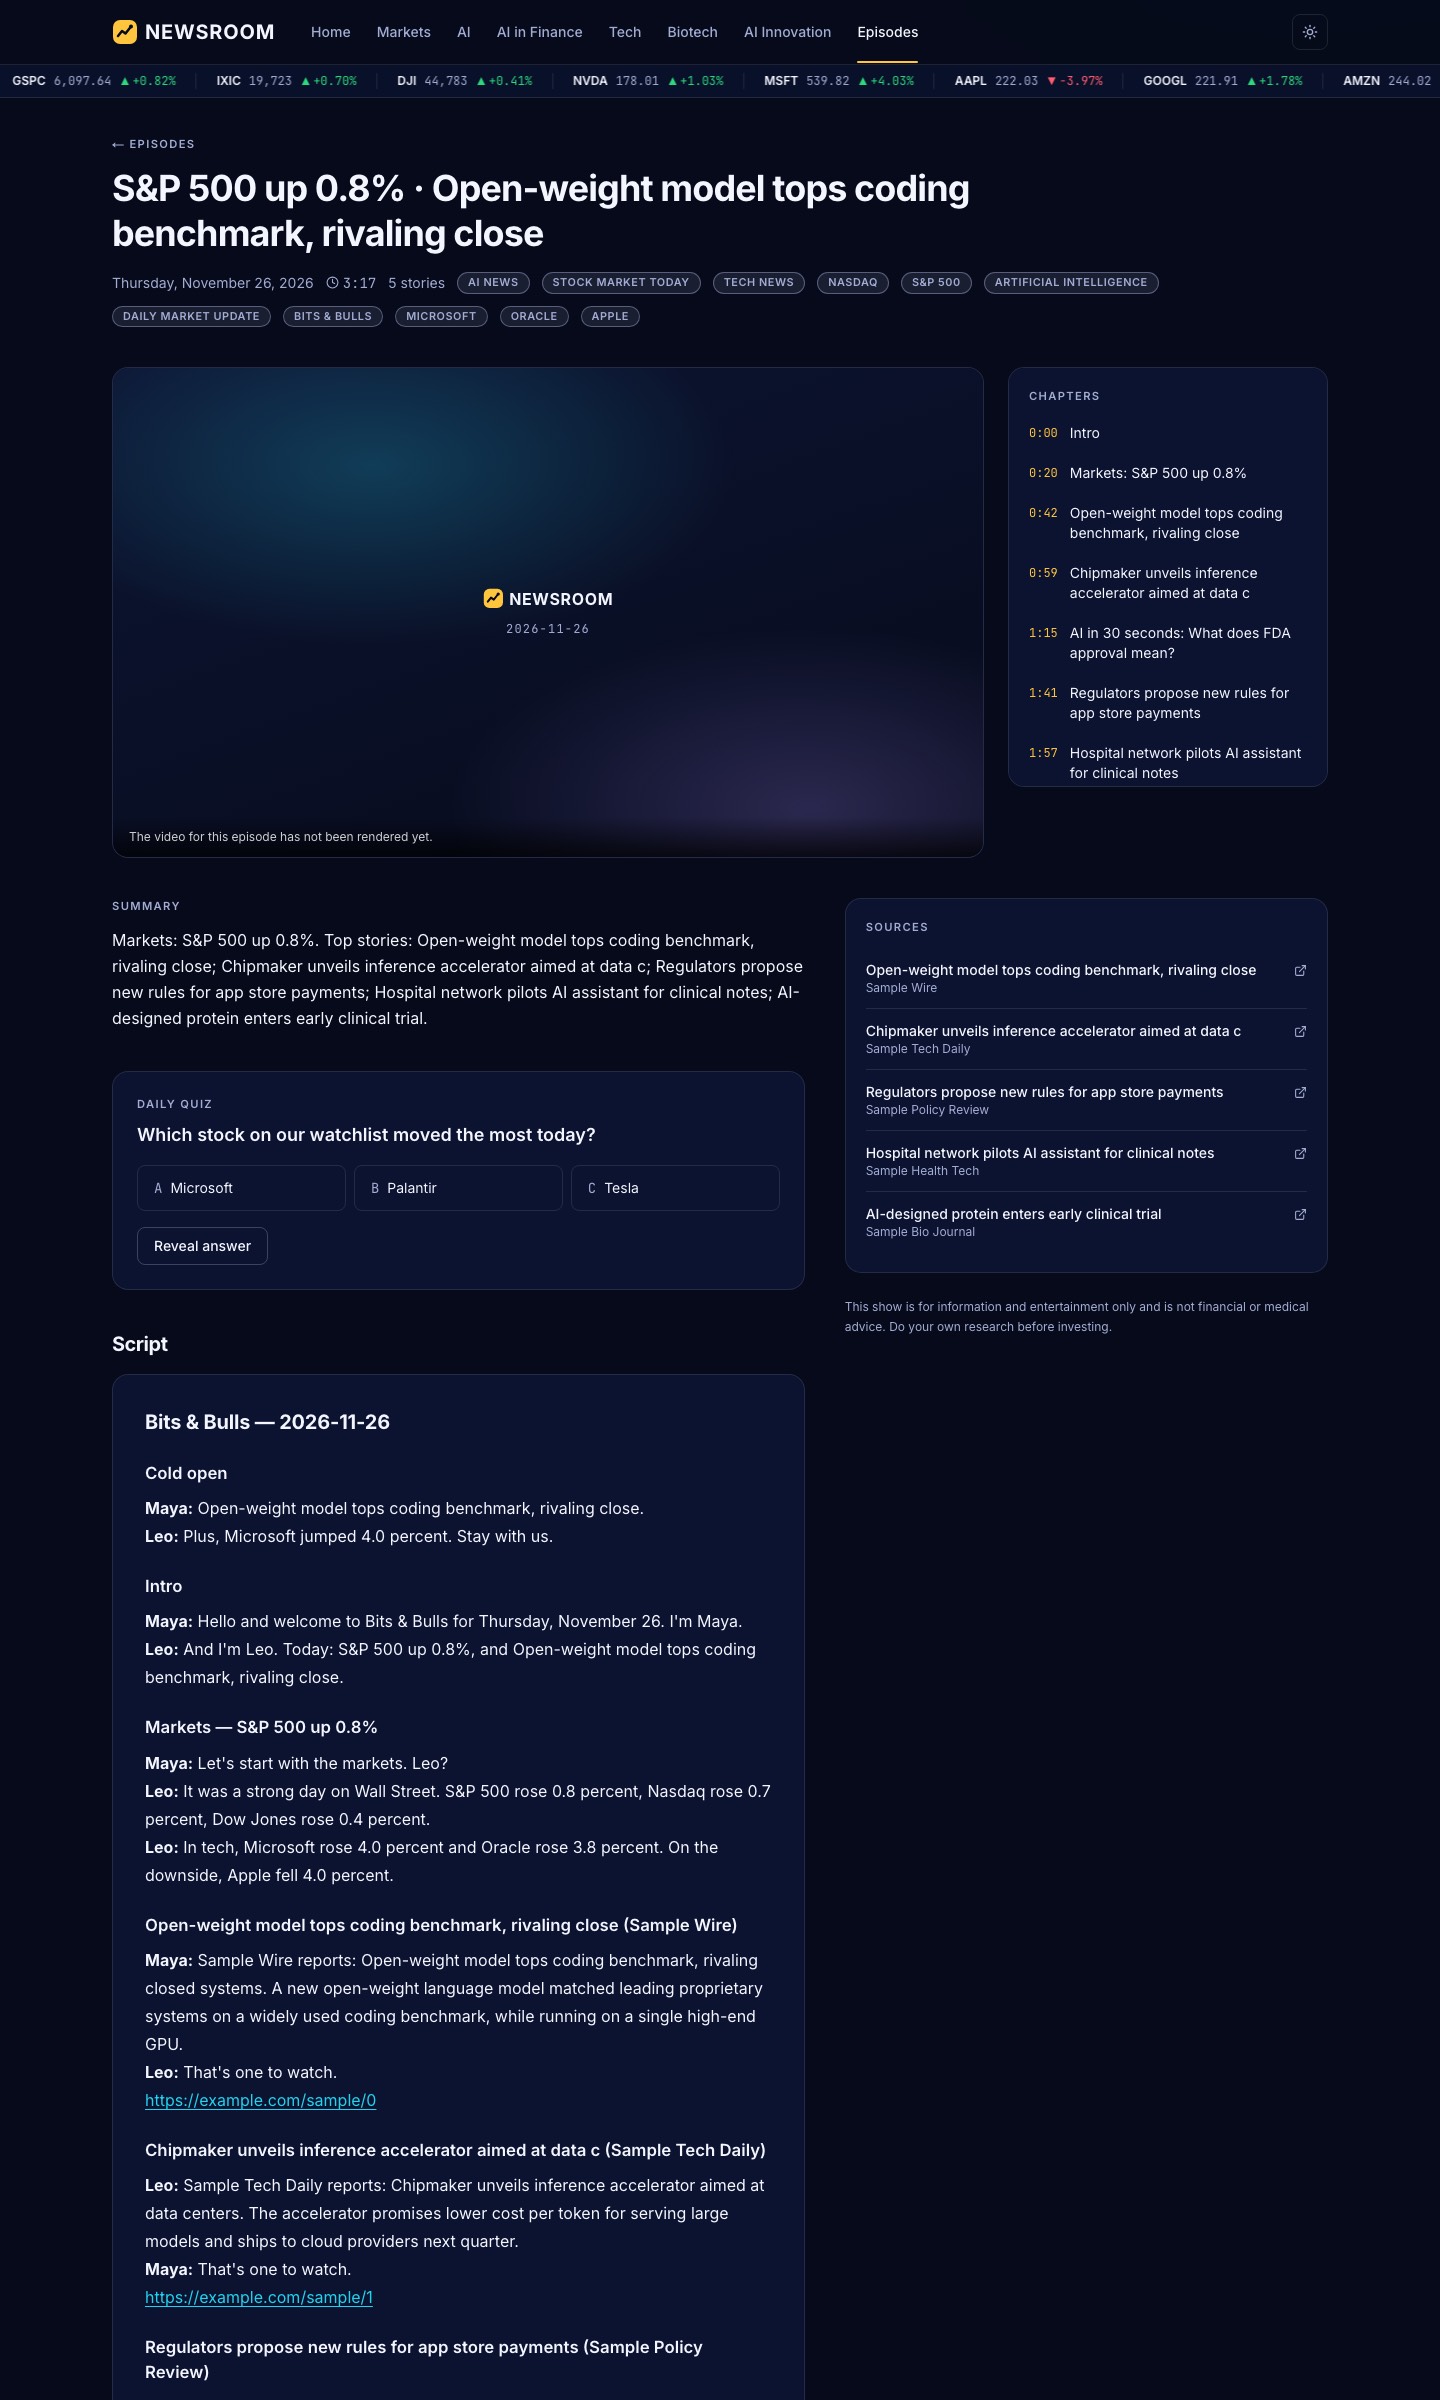 NEWSROOM
Home Markets AI AI in Finance Tech Biotech AI Innovation Episodes
GSPC 6,097.64 ▲+0.82% IXIC 19,723 ▲+0.70% DJI 44,783 ▲+0.41% NVDA 178.01 ▲+1.03% MSFT 539.82 ▲+4.03% AAPL 222.03 ▼-3.97% GOOGL 221.91 ▲+1.78% AMZN 244.02
← EPISODES
S&P 500 up 0.8% · Open-weight model tops coding
benchmark, rivaling close
Thursday, November 26, 2026 3:17 5 stories AI NEWS STOCK MARKET TODAY TECH NEWS NASDAQ S&P 500 ARTIFICIAL INTELLIGENCE
DAILY MARKET UPDATE BITS & BULLS MICROSOFT ORACLE APPLE
NEWSROOM
2026-11-26
The video for this episode has not been rendered yet.
CHAPTERS
0:00 Intro
0:20 Markets: S&P 500 up 0.8%
0:42 Open-weight model tops coding
benchmark, rivaling close
0:59 Chipmaker unveils inference
accelerator aimed at data c
1:15 AI in 30 seconds: What does FDA
approval mean?
1:41 Regulators propose new rules for
app store payments
1:57 Hospital network pilots AI assistant
for clinical notes
SUMMARY
Markets: S&P 500 up 0.8%. Top stories: Open-weight model tops coding benchmark,
rivaling close; Chipmaker unveils inference accelerator aimed at data c; Regulators propose
new rules for app store payments; Hospital network pilots AI assistant for clinical notes; AI-
designed protein enters early clinical trial.
DAILY QUIZ
Which stock on our watchlist moved the most today?
A Microsoft
B Palantir
C Tesla
Reveal answer
SOURCES
Open-weight model tops coding benchmark, rivaling close
Sample Wire
Chipmaker unveils inference accelerator aimed at data c
Sample Tech Daily
Regulators propose new rules for app store payments
Sample Policy Review
Hospital network pilots AI assistant for clinical notes
Sample Health Tech
AI-designed protein enters early clinical trial
Sample Bio Journal
This show is for information and entertainment only and is not financial or medical
advice. Do your own research before investing.
Script
Bits & Bulls — 2026-11-26
Cold open
Maya: Open-weight model tops coding benchmark, rivaling close.
Leo: Plus, Microsoft jumped 4.0 percent. Stay with us.
Intro
Maya: Hello and welcome to Bits & Bulls for Thursday, November 26. I'm Maya.
Leo: And I'm Leo. Today: S&P 500 up 0.8%, and Open-weight model tops coding
benchmark, rivaling close.
Markets — S&P 500 up 0.8%
Maya: Let's start with the markets. Leo?
Leo: It was a strong day on Wall Street. S&P 500 rose 0.8 percent, Nasdaq rose 0.7
percent, Dow Jones rose 0.4 percent.
Leo: In tech, Microsoft rose 4.0 percent and Oracle rose 3.8 percent. On the
downside, Apple fell 4.0 percent.
Open-weight model tops coding benchmark, rivaling close (Sample Wire)
Maya: Sample Wire reports: Open-weight model tops coding benchmark, rivaling
closed systems. A new open-weight language model matched leading proprietary
systems on a widely used coding benchmark, while running on a single high-end
GPU.
Leo: That's one to watch.
https://example.com/sample/0
Chipmaker unveils inference accelerator aimed at data c (Sample Tech Daily)
Leo: Sample Tech Daily reports: Chipmaker unveils inference accelerator aimed at
data centers. The accelerator promises lower cost per token for serving large
models and ships to cloud providers next quarter.
Maya: That's one to watch.
https://example.com/sample/1
Regulators propose new rules for app store payments (Sample Policy
Review)